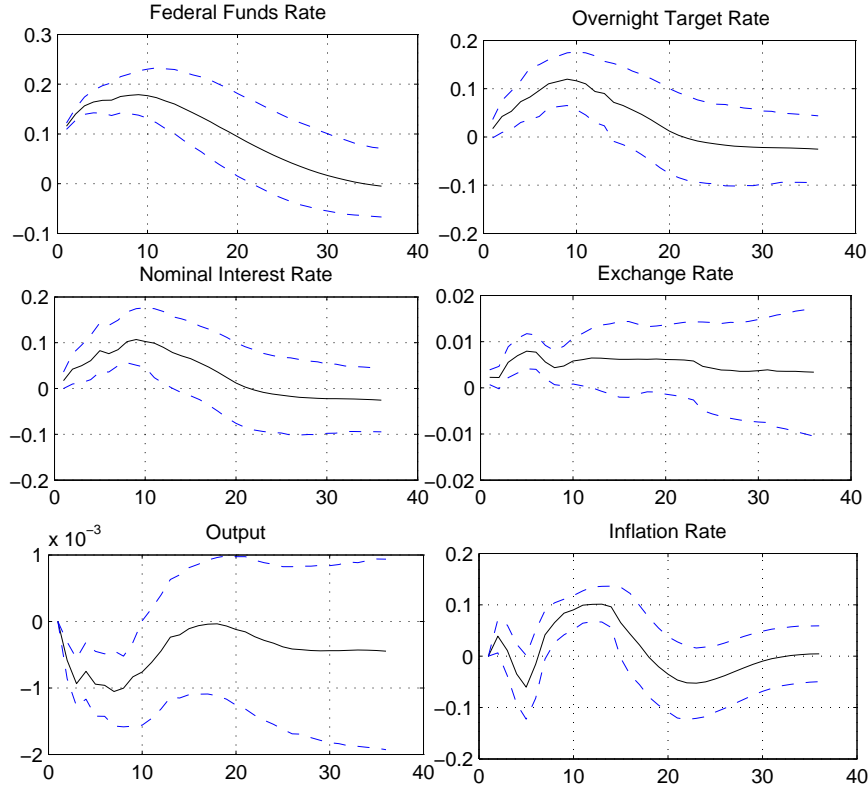 Federal Funds Rate
0.3
0.2
0.1
0
−0.1
0 10 20 30 40
Overnight Target Rate
0.2
0.1
0
−0.1
−0.2
0 10 20 30 40
Nominal Interest Rate
0.2
0.1
0
−0.1
−0.2
0 10 20 30 40
Exchange Rate
0.02
0.01
0
−0.01
−0.02
0 10 20 30 40
Output
x 10⁻³
1
0
−1
−2
0 10 20 30 40
Inflation Rate
0.2
0.1
0
−0.1
−0.2
0 10 20 30 40